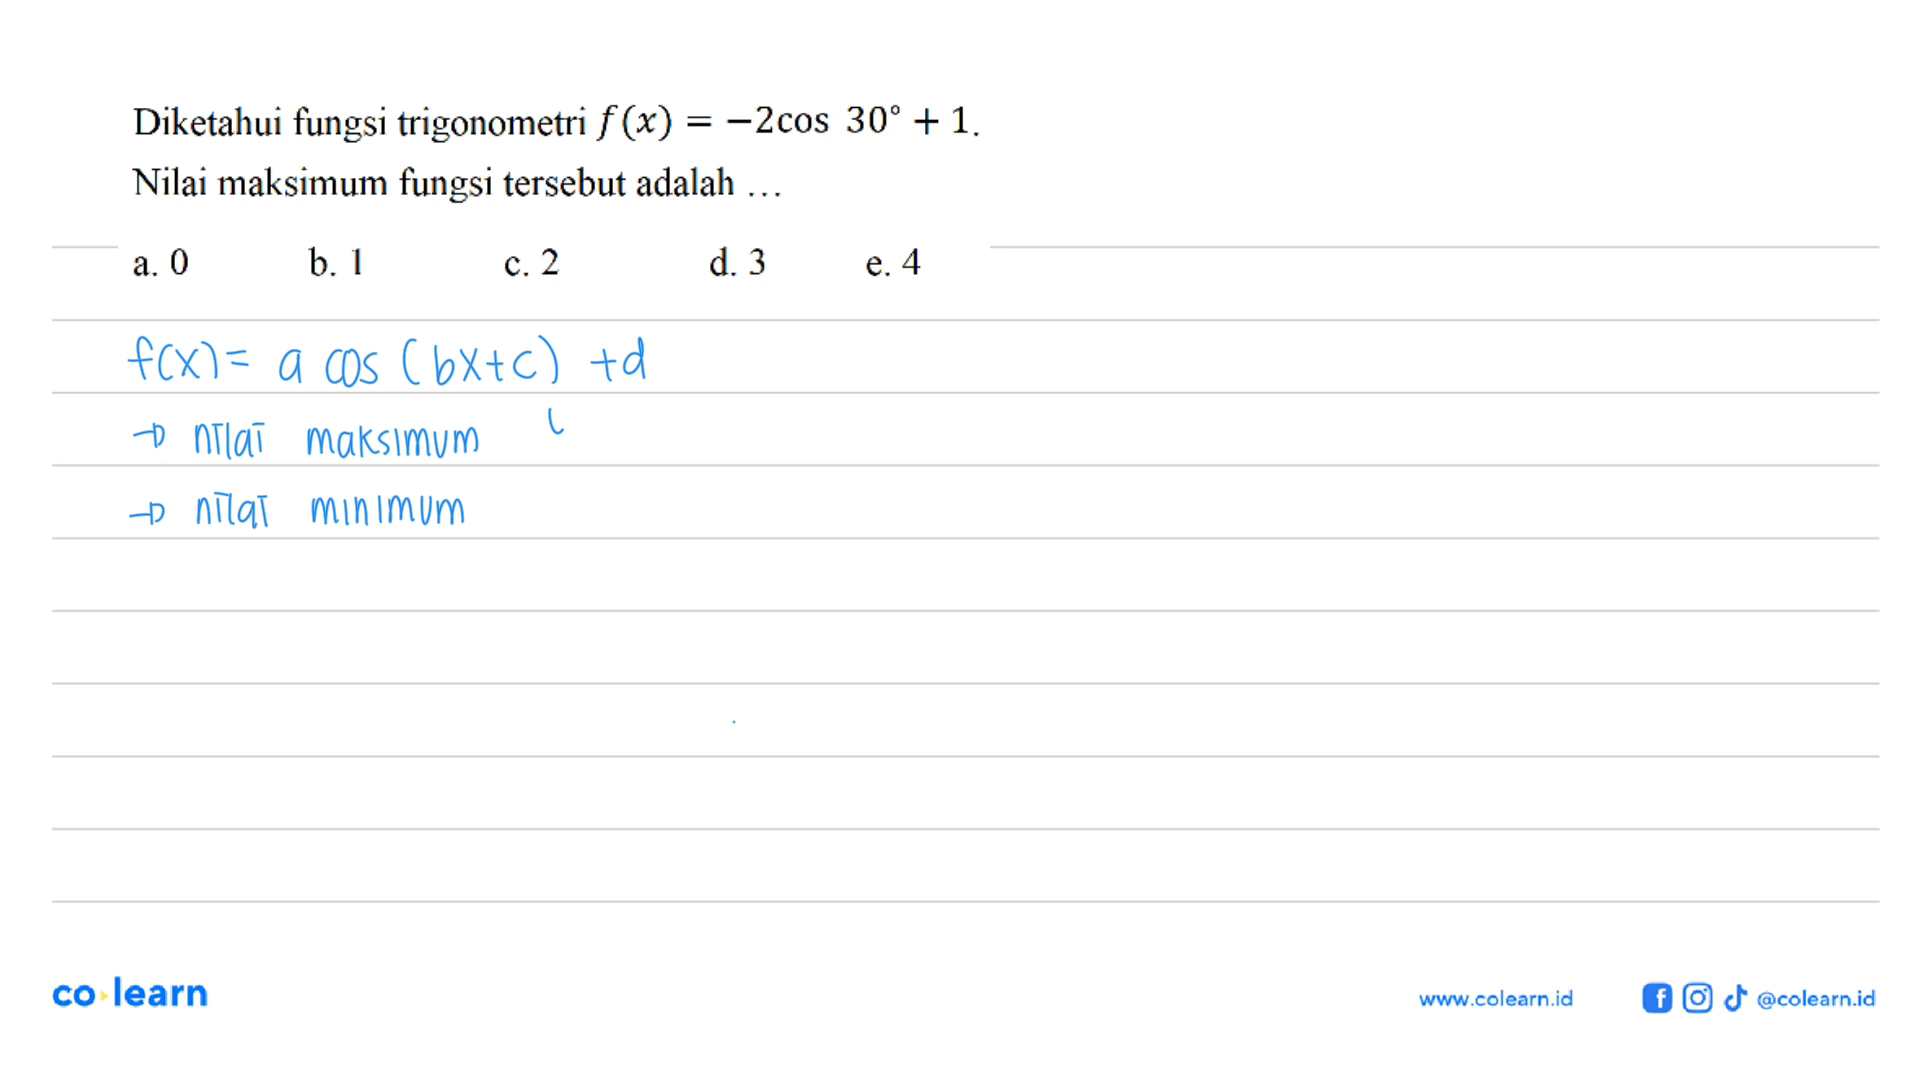 Diketahui fungsi trigonometri f(x) = −2cos 30° + 1.
Nilai maksimum fungsi tersebut adalah …
a. 0 b. 1 c. 2 d. 3 e. 4
f(x) = a cos (bx+c) +d
→ nilai maksimum (
→ nilai minimum
co learn
www.colearn.id @colearn.id